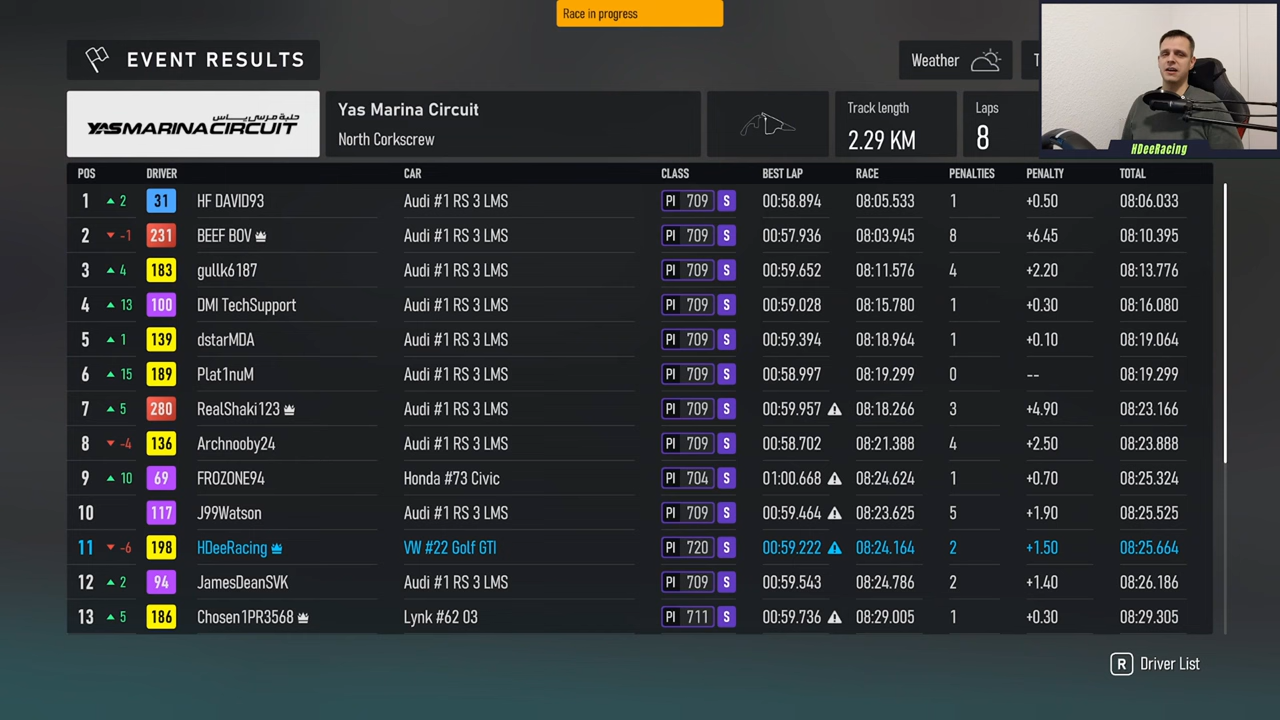 Race in progress
EVENT RESULTS
Weather
T
حلبة مرسى ياس
YAS MARINA CIRCUIT
Yas Marina Circuit
North Corkscrew
Track length
2.29 KM
Laps
8
HDeeRacing
POS DRIVER CAR CLASS BEST LAP RACE PENALTIES PENALTY TOTAL
1 2 31 HF DAVID93 Audi #1 RS 3 LMS PI 709 S 00:58.894 08:05.533 1 +0.50 08:06.033
2 -1 231 BEEF BOV Audi #1 RS 3 LMS PI 709 S 00:57.936 08:03.945 8 +6.45 08:10.395
3 4 183 gullk6187 Audi #1 RS 3 LMS PI 709 S 00:59.652 08:11.576 4 +2.20 08:13.776
4 13 100 DMI TechSupport Audi #1 RS 3 LMS PI 709 S 00:59.028 08:15.780 1 +0.30 08:16.080
5 1 139 dstarMDA Audi #1 RS 3 LMS PI 709 S 00:59.394 08:18.964 1 +0.10 08:19.064
6 15 189 Plat1nuM Audi #1 RS 3 LMS PI 709 S 00:58.997 08:19.299 0 -- 08:19.299
7 5 280 RealShaki123 Audi #1 RS 3 LMS PI 709 S 00:59.957 08:18.266 3 +4.90 08:23.166
8 -4 136 Archnooby24 Audi #1 RS 3 LMS PI 709 S 00:58.702 08:21.388 4 +2.50 08:23.888
9 10 69 FROZONE94 Honda #73 Civic PI 704 S 01:00.668 08:24.624 1 +0.70 08:25.324
10 117 J99Watson Audi #1 RS 3 LMS PI 709 S 00:59.464 08:23.625 5 +1.90 08:25.525
11 -6 198 HDeeRacing VW #22 Golf GTI PI 720 S 00:59.222 08:24.164 2 +1.50 08:25.664
12 2 94 JamesDeanSVK Audi #1 RS 3 LMS PI 709 S 00:59.543 08:24.786 2 +1.40 08:26.186
13 5 186 Chosen1PR3568 Lynk #62 03 PI 711 S 00:59.736 08:29.005 1 +0.30 08:29.305
R Driver List